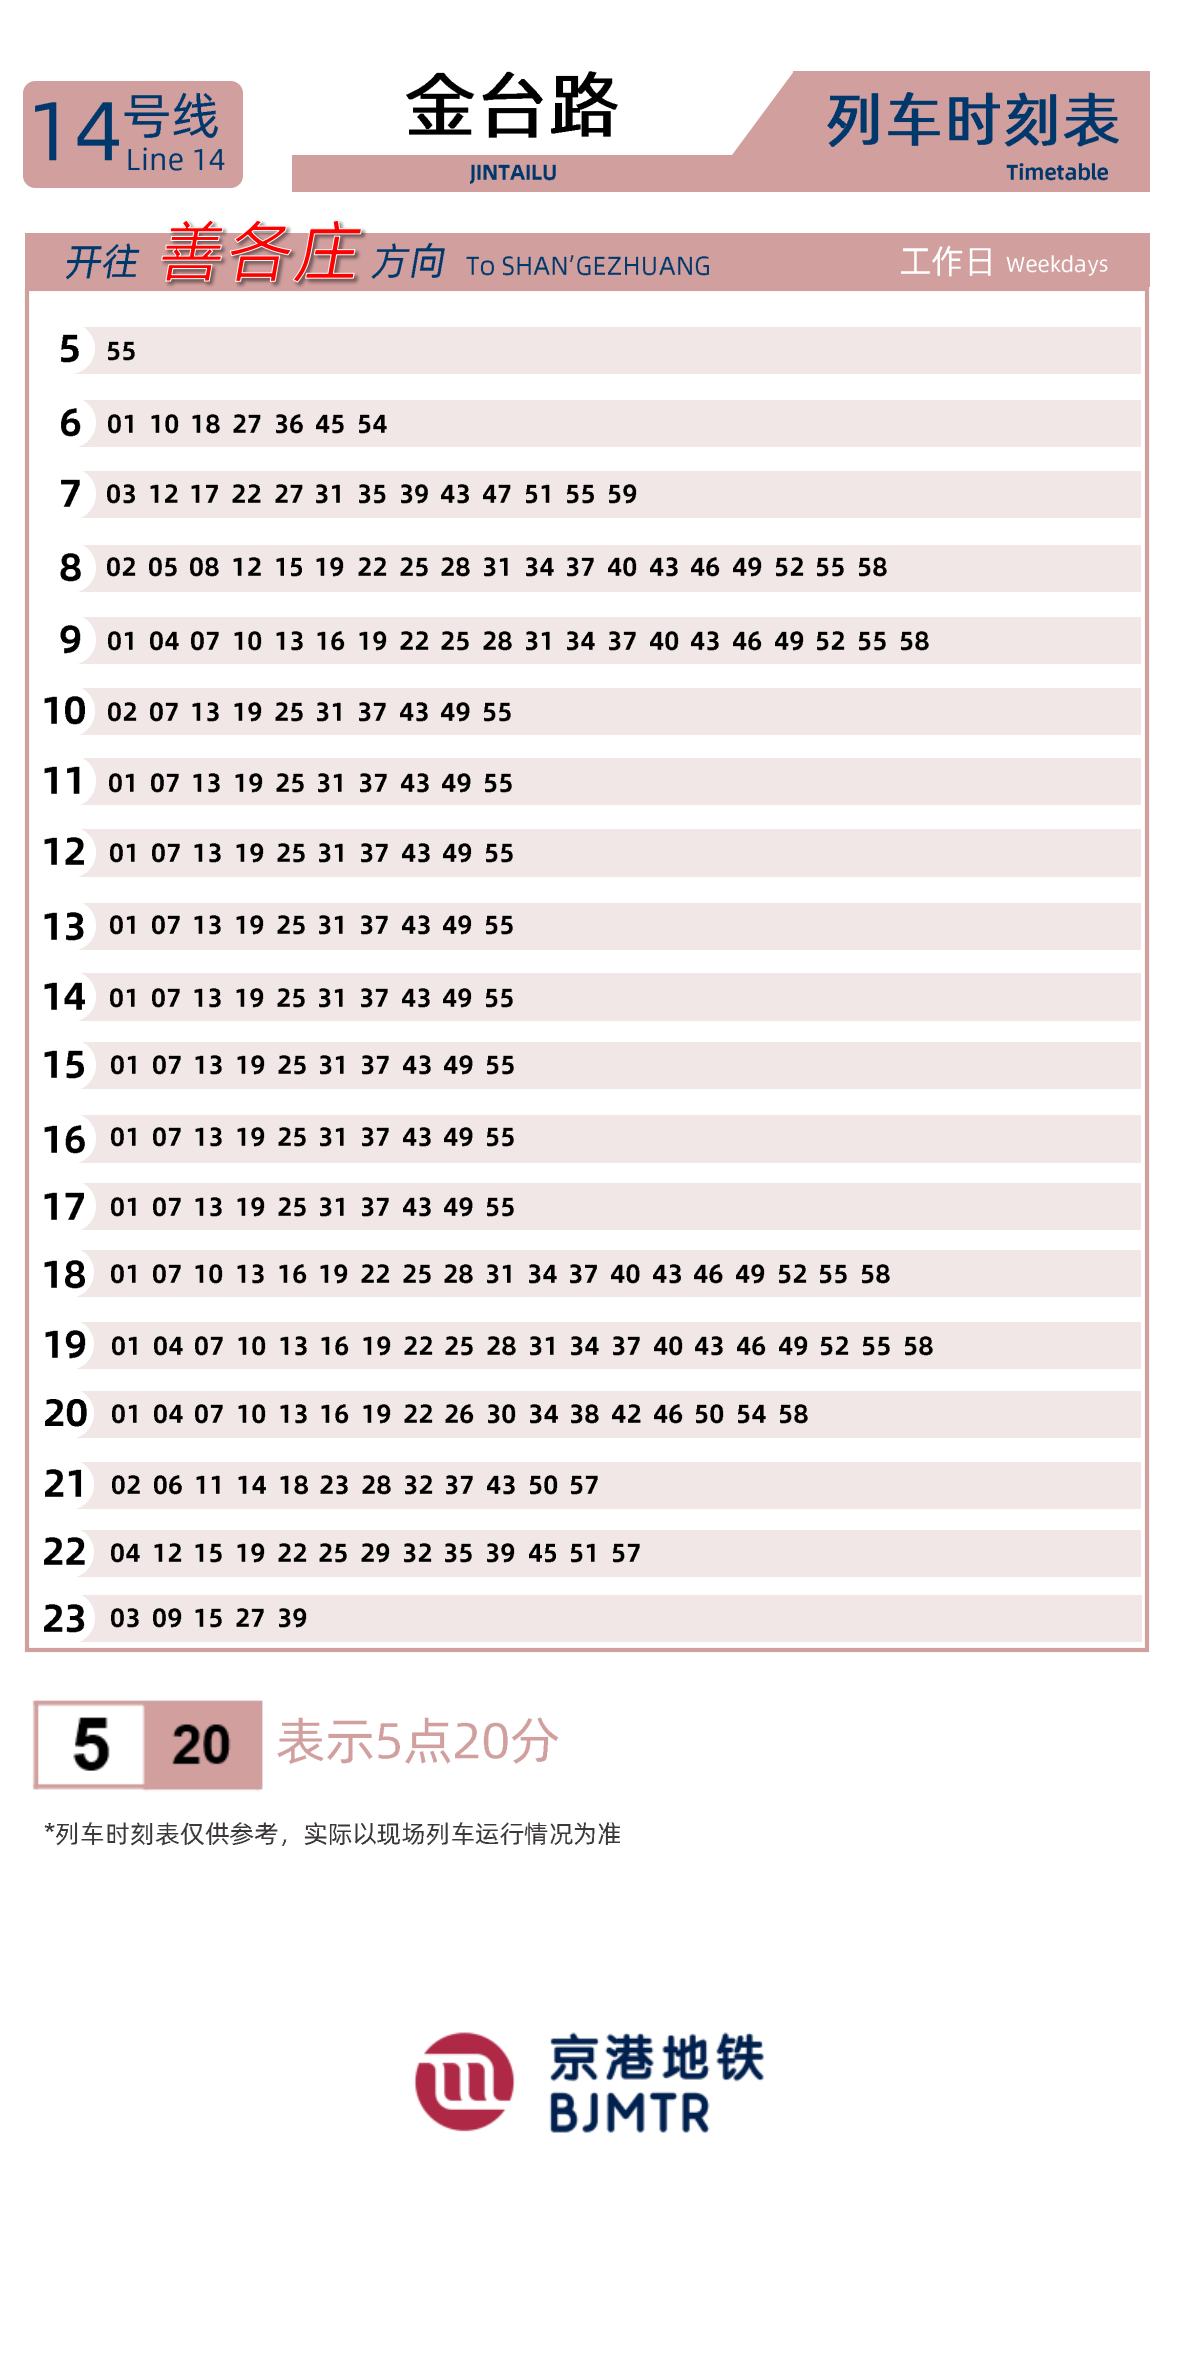 14号线
Line 14
金台路
JINTAILU
列车时刻表
Timetable
开往 善各庄 方向 To SHAN'GEZHUANG 工作日 Weekdays
5 55
6 01 10 18 27 36 45 54
7 03 12 17 22 27 31 35 39 43 47 51 55 59
8 02 05 08 12 15 19 22 25 28 31 34 37 40 43 46 49 52 55 58
9 01 04 07 10 13 16 19 22 25 28 31 34 37 40 43 46 49 52 55 58
10 02 07 13 19 25 31 37 43 49 55
11 01 07 13 19 25 31 37 43 49 55
12 01 07 13 19 25 31 37 43 49 55
13 01 07 13 19 25 31 37 43 49 55
14 01 07 13 19 25 31 37 43 49 55
15 01 07 13 19 25 31 37 43 49 55
16 01 07 13 19 25 31 37 43 49 55
17 01 07 13 19 25 31 37 43 49 55
18 01 07 10 13 16 19 22 25 28 31 34 37 40 43 46 49 52 55 58
19 01 04 07 10 13 16 19 22 25 28 31 34 37 40 43 46 49 52 55 58
20 01 04 07 10 13 16 19 22 26 30 34 38 42 46 50 54 58
21 02 06 11 14 18 23 28 32 37 43 50 57
22 04 12 15 19 22 25 29 32 35 39 45 51 57
23 03 09 15 27 39
5 20 表示5点20分
*列车时刻表仅供参考，实际以现场列车运行情况为准
京港地铁
BJMTR